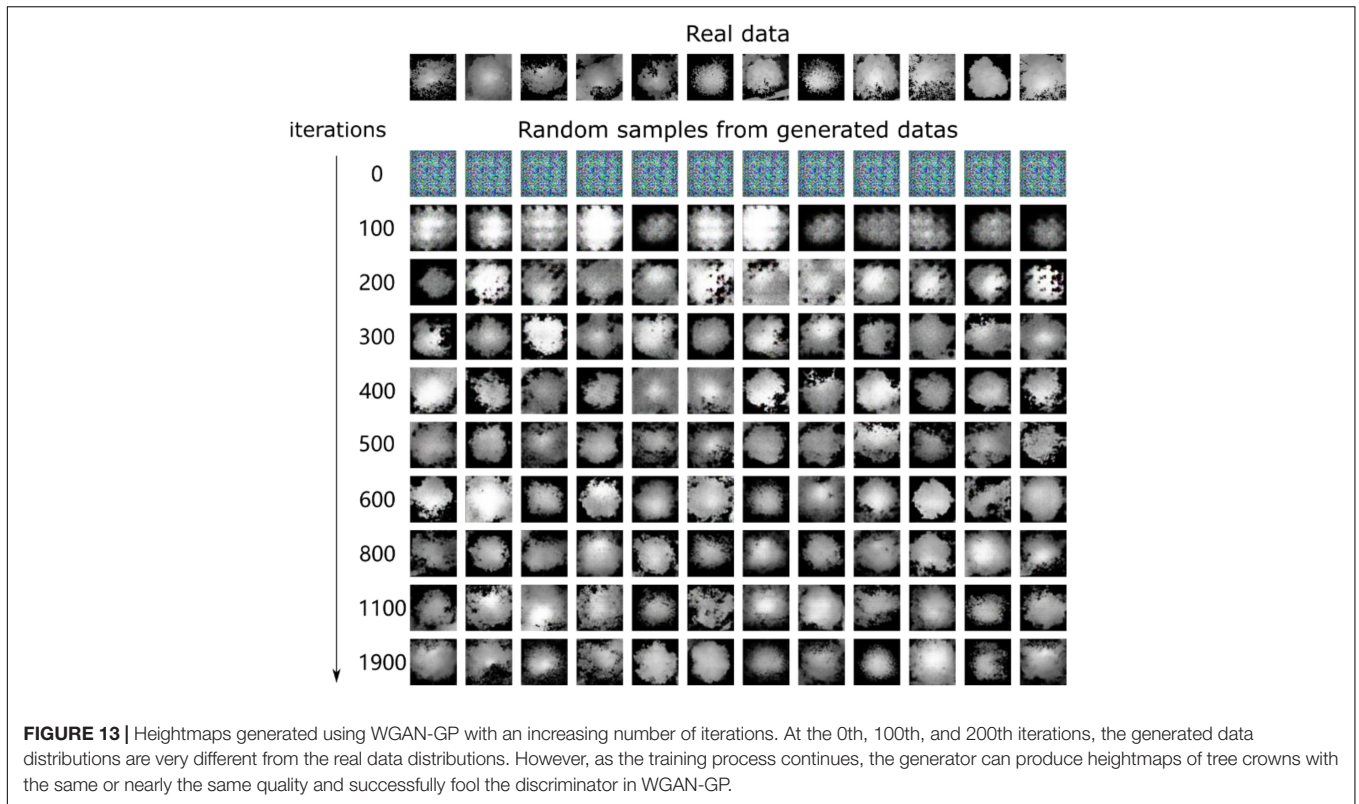 Real data
iterations
Random samples from generated datas
0
100
200
300
400
500
600
800
1100
1900
FIGURE 13 | Heightmaps generated using WGAN-GP with an increasing number of iterations. At the 0th, 100th, and 200th iterations, the generated data
distributions are very different from the real data distributions. However, as the training process continues, the generator can produce heightmaps of tree crowns with
the same or nearly the same quality and successfully fool the discriminator in WGAN-GP.